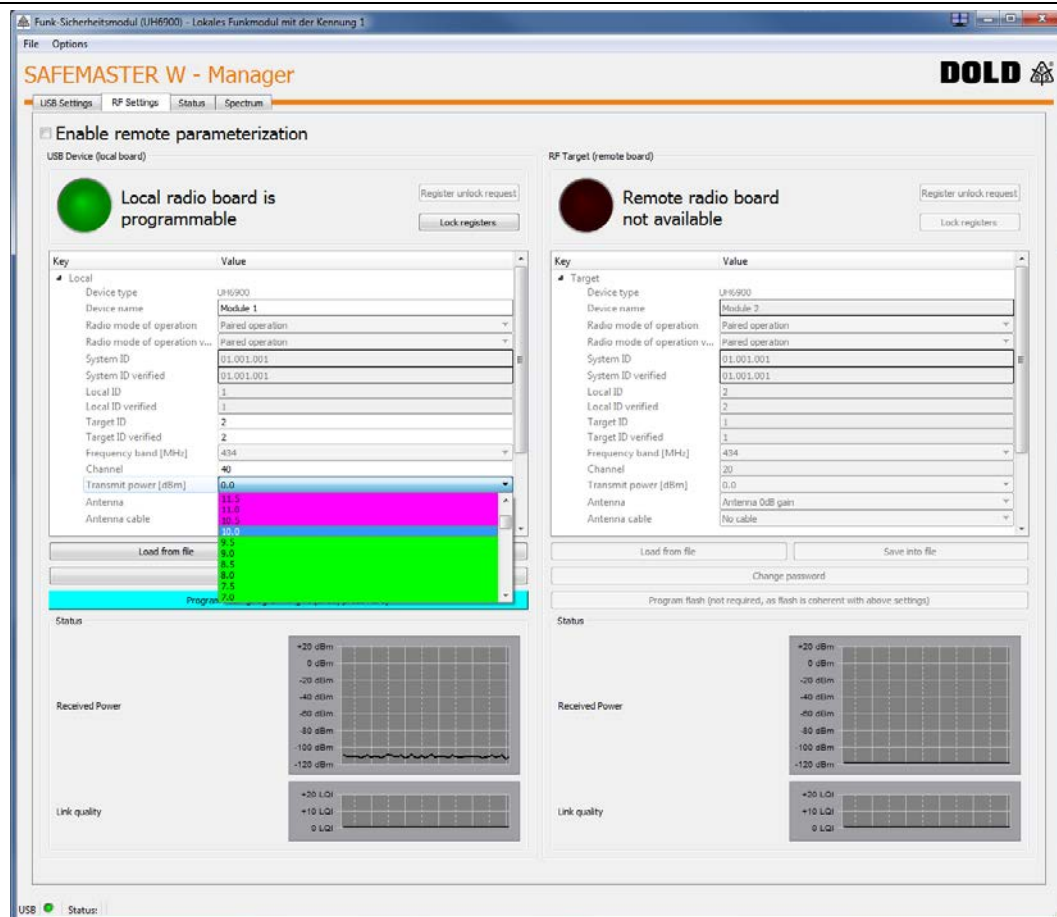 Funk-Sicherheitsmodul (UH6900) - Lokales Funkmodul mit der Kennung 1
File Options
SAFEMASTER W - Manager
DOLD
USB Settings RF Settings Status Spectrum
Enable remote parameterization
USB Device (local board)
Local radio board is
programmable
Register unlock request
Lock registers
Key Value
Local
Device type UH6900
Device name Module 1
Radio mode of operation Paired operation
Radio mode of operation v... Paired operation
System ID 01.001.001
System ID verified 01.001.001
Local ID 1
Local ID verified 1
Target ID 2
Target ID verified 2
Frequency band [MHz] 434
Channel 40
Transmit power [dBm] 0.0
Antenna
Antenna cable
11.5
11.0
10.5
10.0
9.5
9.0
8.5
8.0
7.5
7.0
Load from file
Status
Received Power
+20 dBm
0 dBm
-20 dBm
-40 dBm
-60 dBm
-80 dBm
-100 dBm
-120 dBm
Link quality
+20 LQI
+10 LQI
0 LQI
RF Target (remote board)
Remote radio board
not available
Register unlock request
Lock registers
Key Value
Target
Device type UH6900
Device name Module 2
Radio mode of operation Paired operation
Radio mode of operation v... Paired operation
System ID 01.001.001
System ID verified 01.001.001
Local ID 2
Local ID verified 2
Target ID 1
Target ID verified 1
Frequency band [MHz] 434
Channel 20
Transmit power [dBm] 0.0
Antenna Antenna 0dB gain
Antenna cable No cable
Load from file Save into file
Change password
Program flash (not required, as flash is coherent with above settings)
Status
Received Power
+20 dBm
0 dBm
-20 dBm
-40 dBm
-60 dBm
-80 dBm
-100 dBm
-120 dBm
Link quality
+20 LQI
+10 LQI
0 LQI
USB Status: